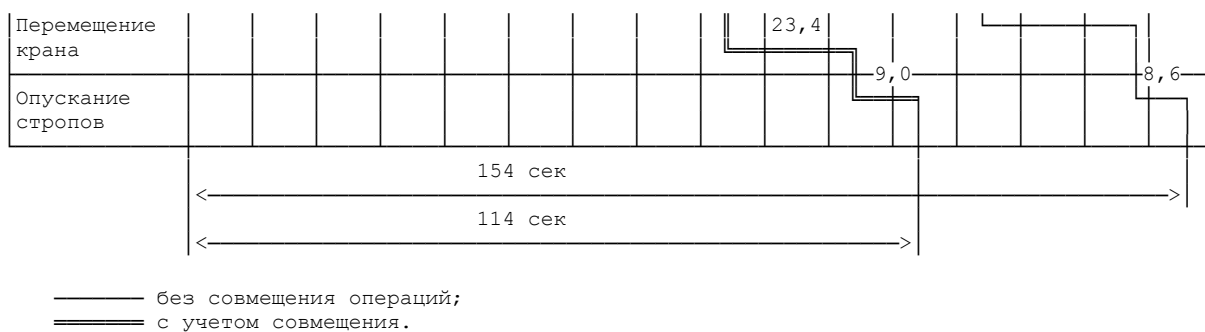 Перемещение 23,4
крана
9,0 8,6
Опускание
стропов
154 сек
114 сек
без совмещения операций;
с учетом совмещения.